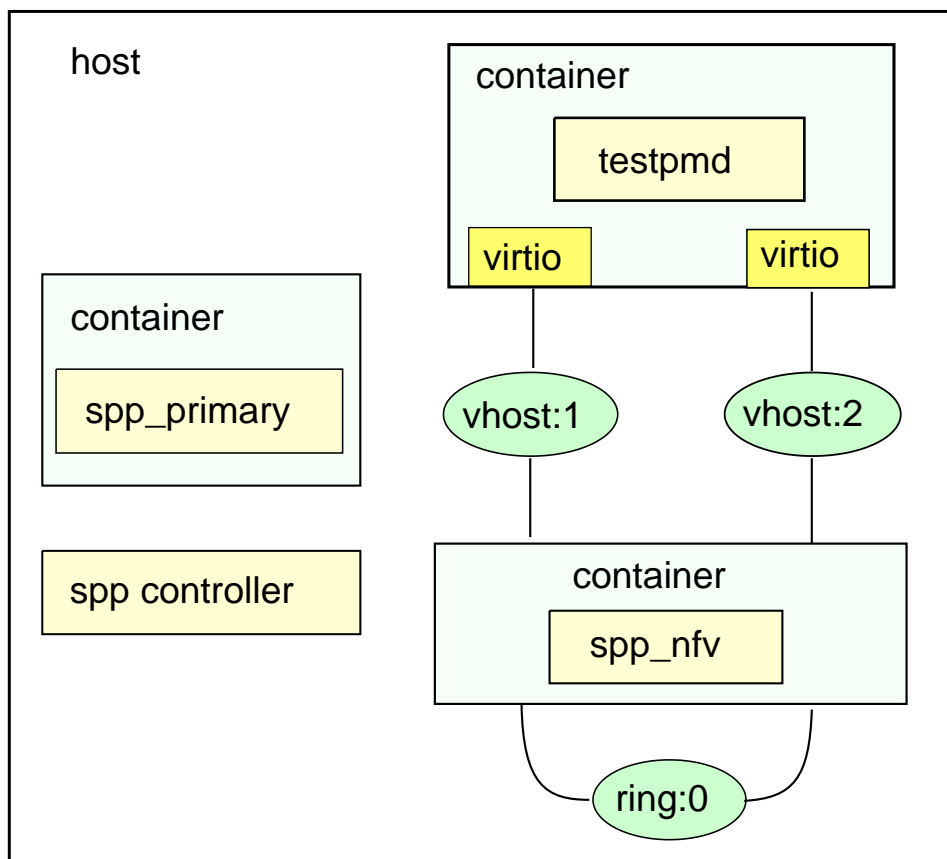 host
container
testpmd
virtio
virtio
container
spp_primary
vhost:1
vhost:2
spp controller
container
spp_nfv
ring:0